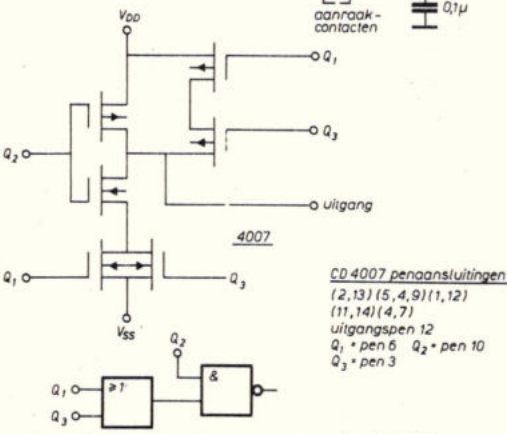 aanraak-
contacten
0,1µ
VDD
Q1
Q3
Q2
uitgang
4007
Q1
Q3
VSS
CD 4007 penaansluitingen
(2,13)(5,4,9)(1,12)
(11,14)(4,7)
uitgangspen 12
Q1 = pen 6 Q2 = pen 10
Q3 = pen 3
Q2
Q1
≥1
&
Q3